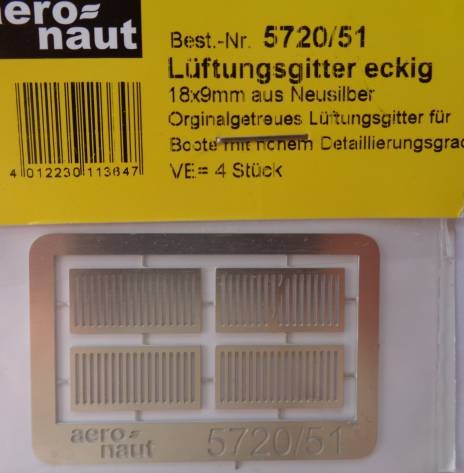 aero=
naut
Best.-Nr. 5720/51
Lüftungsgitter eckig
18x9mm aus Neusilber
Orginalgetreues Lüftungsgitter für
Boote mit hohem Detaillierungsgrad
VE= 4 Stück
4 012230 113647
aero=
naut 5720/51